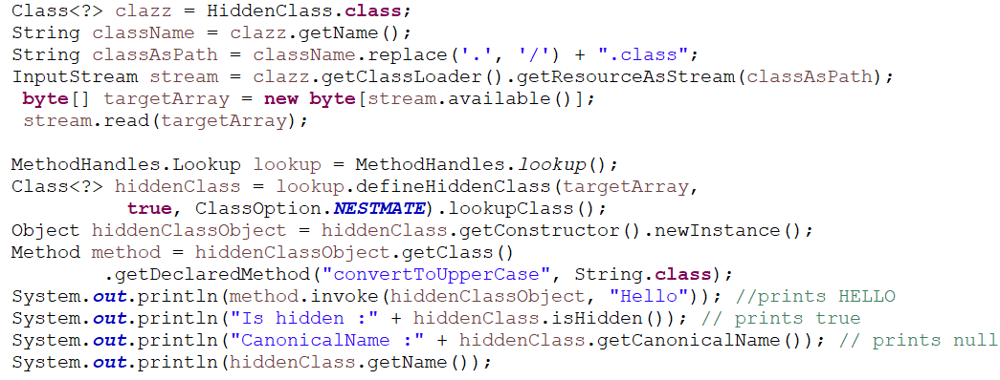 Class<?> clazz = HiddenClass.class;
String className = clazz.getName();
String classAsPath = className.replace('.', '/') + ".class";
InputStream stream = clazz.getClassLoader().getResourceAsStream(classAsPath);
byte[] targetArray = new byte[stream.available()];
stream.read(targetArray);
MethodHandles.Lookup lookup = MethodHandles.lookup();
Class<?> hiddenClass = lookup.defineHiddenClass(targetArray,
true, ClassOption.NESTMATE).lookupClass();
Object hiddenClassObject = hiddenClass.getConstructor().newInstance();
Method method = hiddenClassObject.getClass()
.getDeclaredMethod("convertToUpperCase", String.class);
System.out.println(method.invoke(hiddenClassObject, "Hello")); //prints HELLO
System.out.println("Is hidden :" + hiddenClass.isHidden()); // prints true
System.out.println("CanonicalName :" + hiddenClass.getCanonicalName()); // prints null
System.out.println(hiddenClass.getName());